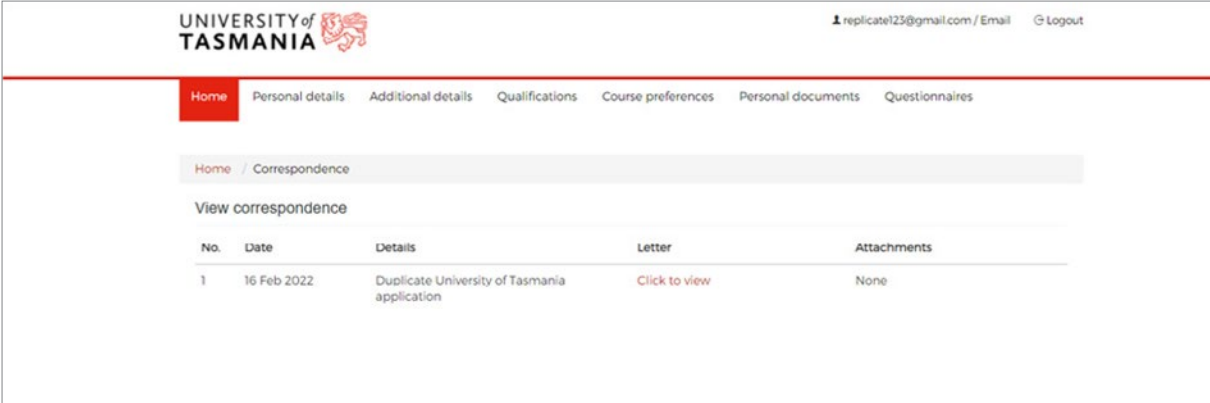 UNIVERSITY of
TASMANIA
replicate123@gmail.com / Email Logout
Home Personal details Additional details Qualifications Course preferences Personal documents Questionnaires
Home / Correspondence
View correspondence
No. Date Details Letter Attachments
1 16 Feb 2022 Duplicate University of Tasmania Click to view None
application